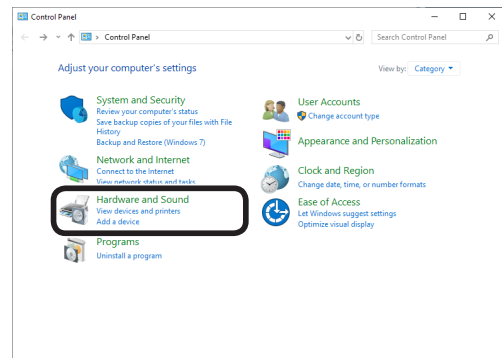 Control Panel
Control Panel
Search Control Panel
Adjust your computer's settings
View by: Category
System and Security
Review your computer's status
Save backup copies of your files with File
History
Backup and Restore (Windows 7)
Network and Internet
Connect to the Internet
View network status and tasks
Hardware and Sound
View devices and printers
Add a device
Programs
Uninstall a program
User Accounts
Change account type
Appearance and Personalization
Clock and Region
Change date, time, or number formats
Ease of Access
Let Windows suggest settings
Optimize visual display